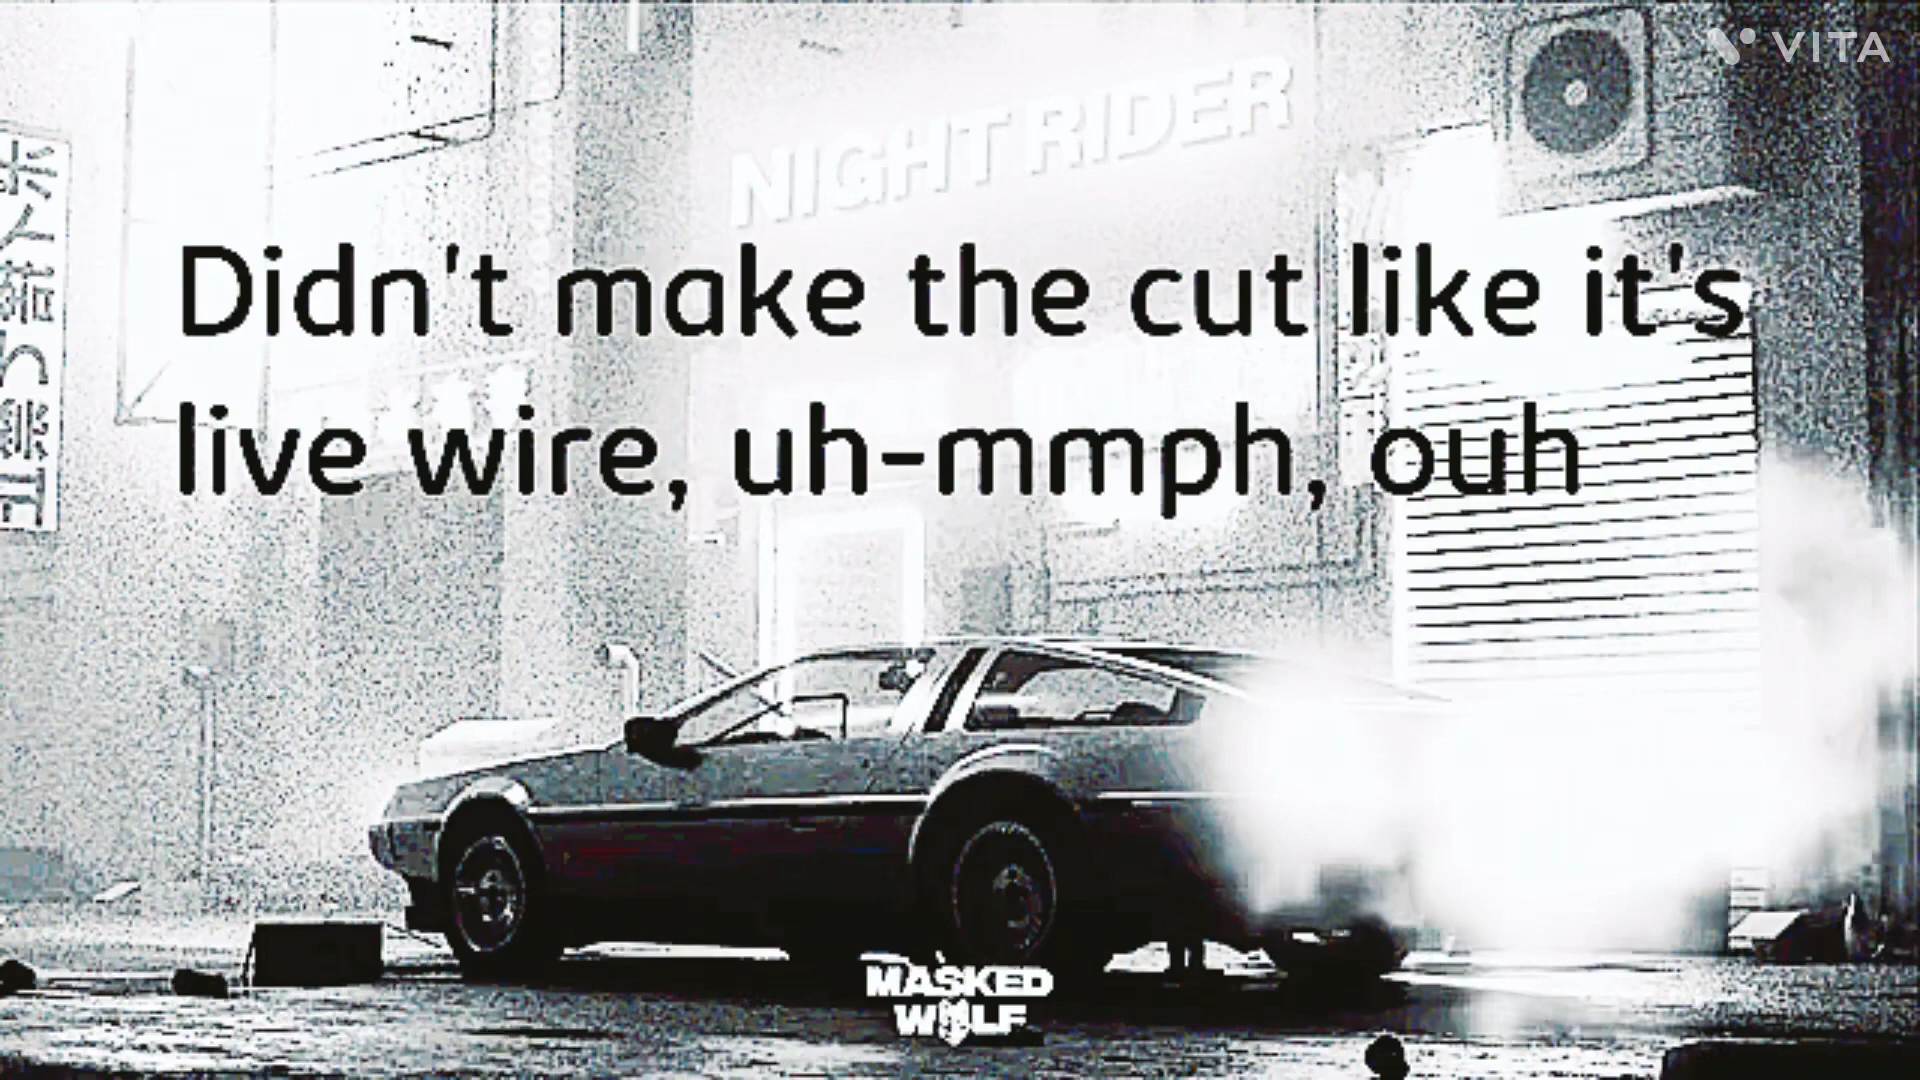 VITA
NIGHT RIDER
Didn't make the cut like it's
live wire, uh-mmph, ouh
MASKED
WOLF